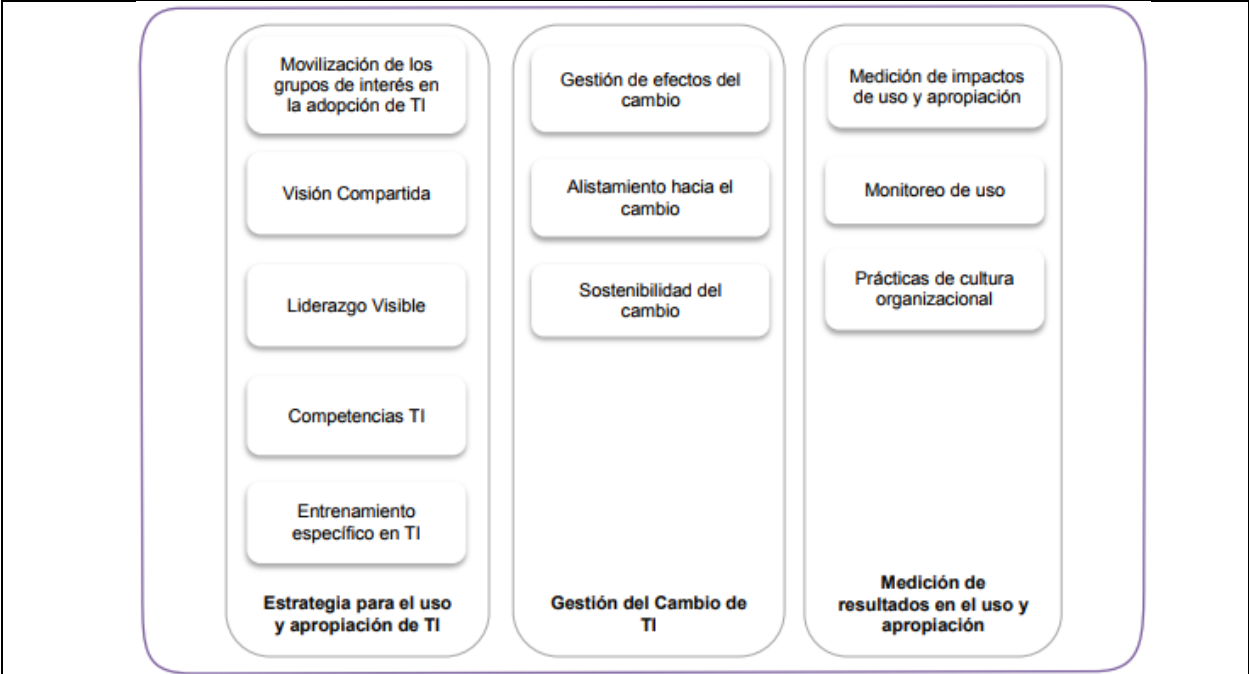 Movilización de los
grupos de interés en
la adopción de TI
Visión Compartida
Liderazgo Visible
Competencias TI
Entrenamiento
específico en TI
Estrategia para el uso
y apropiación de TI
Gestión de efectos del
cambio
Alistamiento hacia el
cambio
Sostenibilidad del
cambio
Gestión del Cambio de
TI
Medición de impactos
de uso y apropiación
Monitoreo de uso
Prácticas de cultura
organizacional
Medición de
resultados en el uso y
apropiación